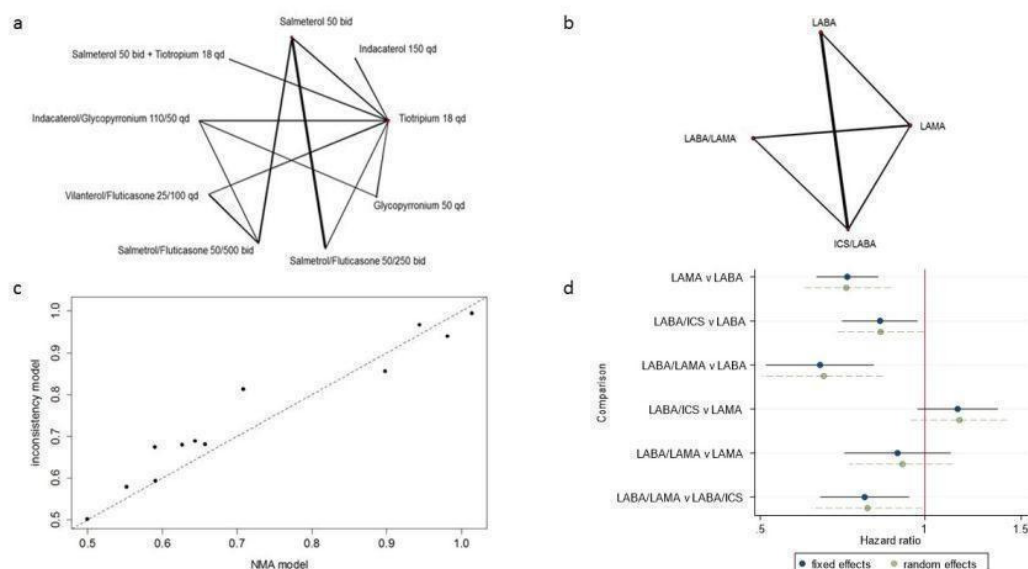 a
Salmeterol 50 bid
Salmeterol 50 bid + Tiotropium 18 qd
Indacaterol 150 qd
Indacaterol/Glycopyrronium 110/50 qd
Tiotripium 18 qd
Vilanterol/Fluticasone 25/100 qd
Glycopyrronium 50 qd
Salmetrol/Fluticasone 50/500 bid
Salmetrol/Fluticasone 50/250 bid
b
LABA
LABA/LAMA
LAMA
ICS/LABA
c
inconsistency model
1.0
0.9
0.8
0.7
0.6
0.5
0.5 0.6 0.7 0.8 0.9 1.0
NMA model
d
Comparison
LAMA v LABA
LABA/ICS v LABA
LABA/LAMA v LABA
LABA/ICS v LAMA
LABA/LAMA v LAMA
LABA/LAMA v LABA/ICS
.5 1 1.5
Hazard ratio
fixed effects random effects